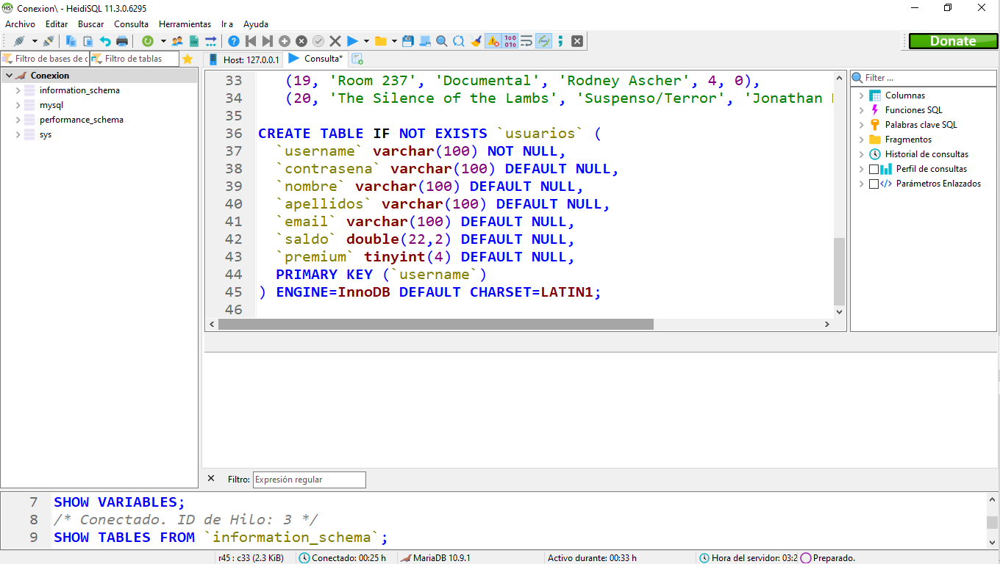 Conexion\ - HeidiSQL 11.3.0.6295
Archivo Editar Buscar Consulta Herramientas Ir a Ayuda
Donate
Filtro de bases de d Filtro de tablas
Host: 127.0.0.1 Consulta*
Conexion
information_schema
mysql
performance_schema
sys
33 (19, 'Room 237', 'Documental', 'Rodney Ascher', 4, 0),
34 (20, 'The Silence of the Lambs', 'Suspenso/Terror', 'Jonathan
35
36 CREATE TABLE IF NOT EXISTS `usuarios` (
37 `username` varchar(100) NOT NULL,
38 `contrasena` varchar(100) DEFAULT NULL,
39 `nombre` varchar(100) DEFAULT NULL,
40 `apellidos` varchar(100) DEFAULT NULL,
41 `email` varchar(100) DEFAULT NULL,
42 `saldo` double(22,2) DEFAULT NULL,
43 `premium` tinyint(4) DEFAULT NULL,
44 PRIMARY KEY (`username`)
45 ) ENGINE=InnoDB DEFAULT CHARSET=LATIN1;
46
Filter ...
Columnas
Funciones SQL
Palabras clave SQL
Fragmentos
Historial de consultas
Perfil de consultas
Parámetros Enlazados
Filtro: Expresión regular
7 SHOW VARIABLES;
8 /* Conectado. ID de Hilo: 3 */
9 SHOW TABLES FROM `information_schema`;
r45 : c33 (2.3 KiB) Conectado: 00:25 h MariaDB 10.9.1 Activo durante: 00:33 h Hora del servidor: 03:2 Preparado.